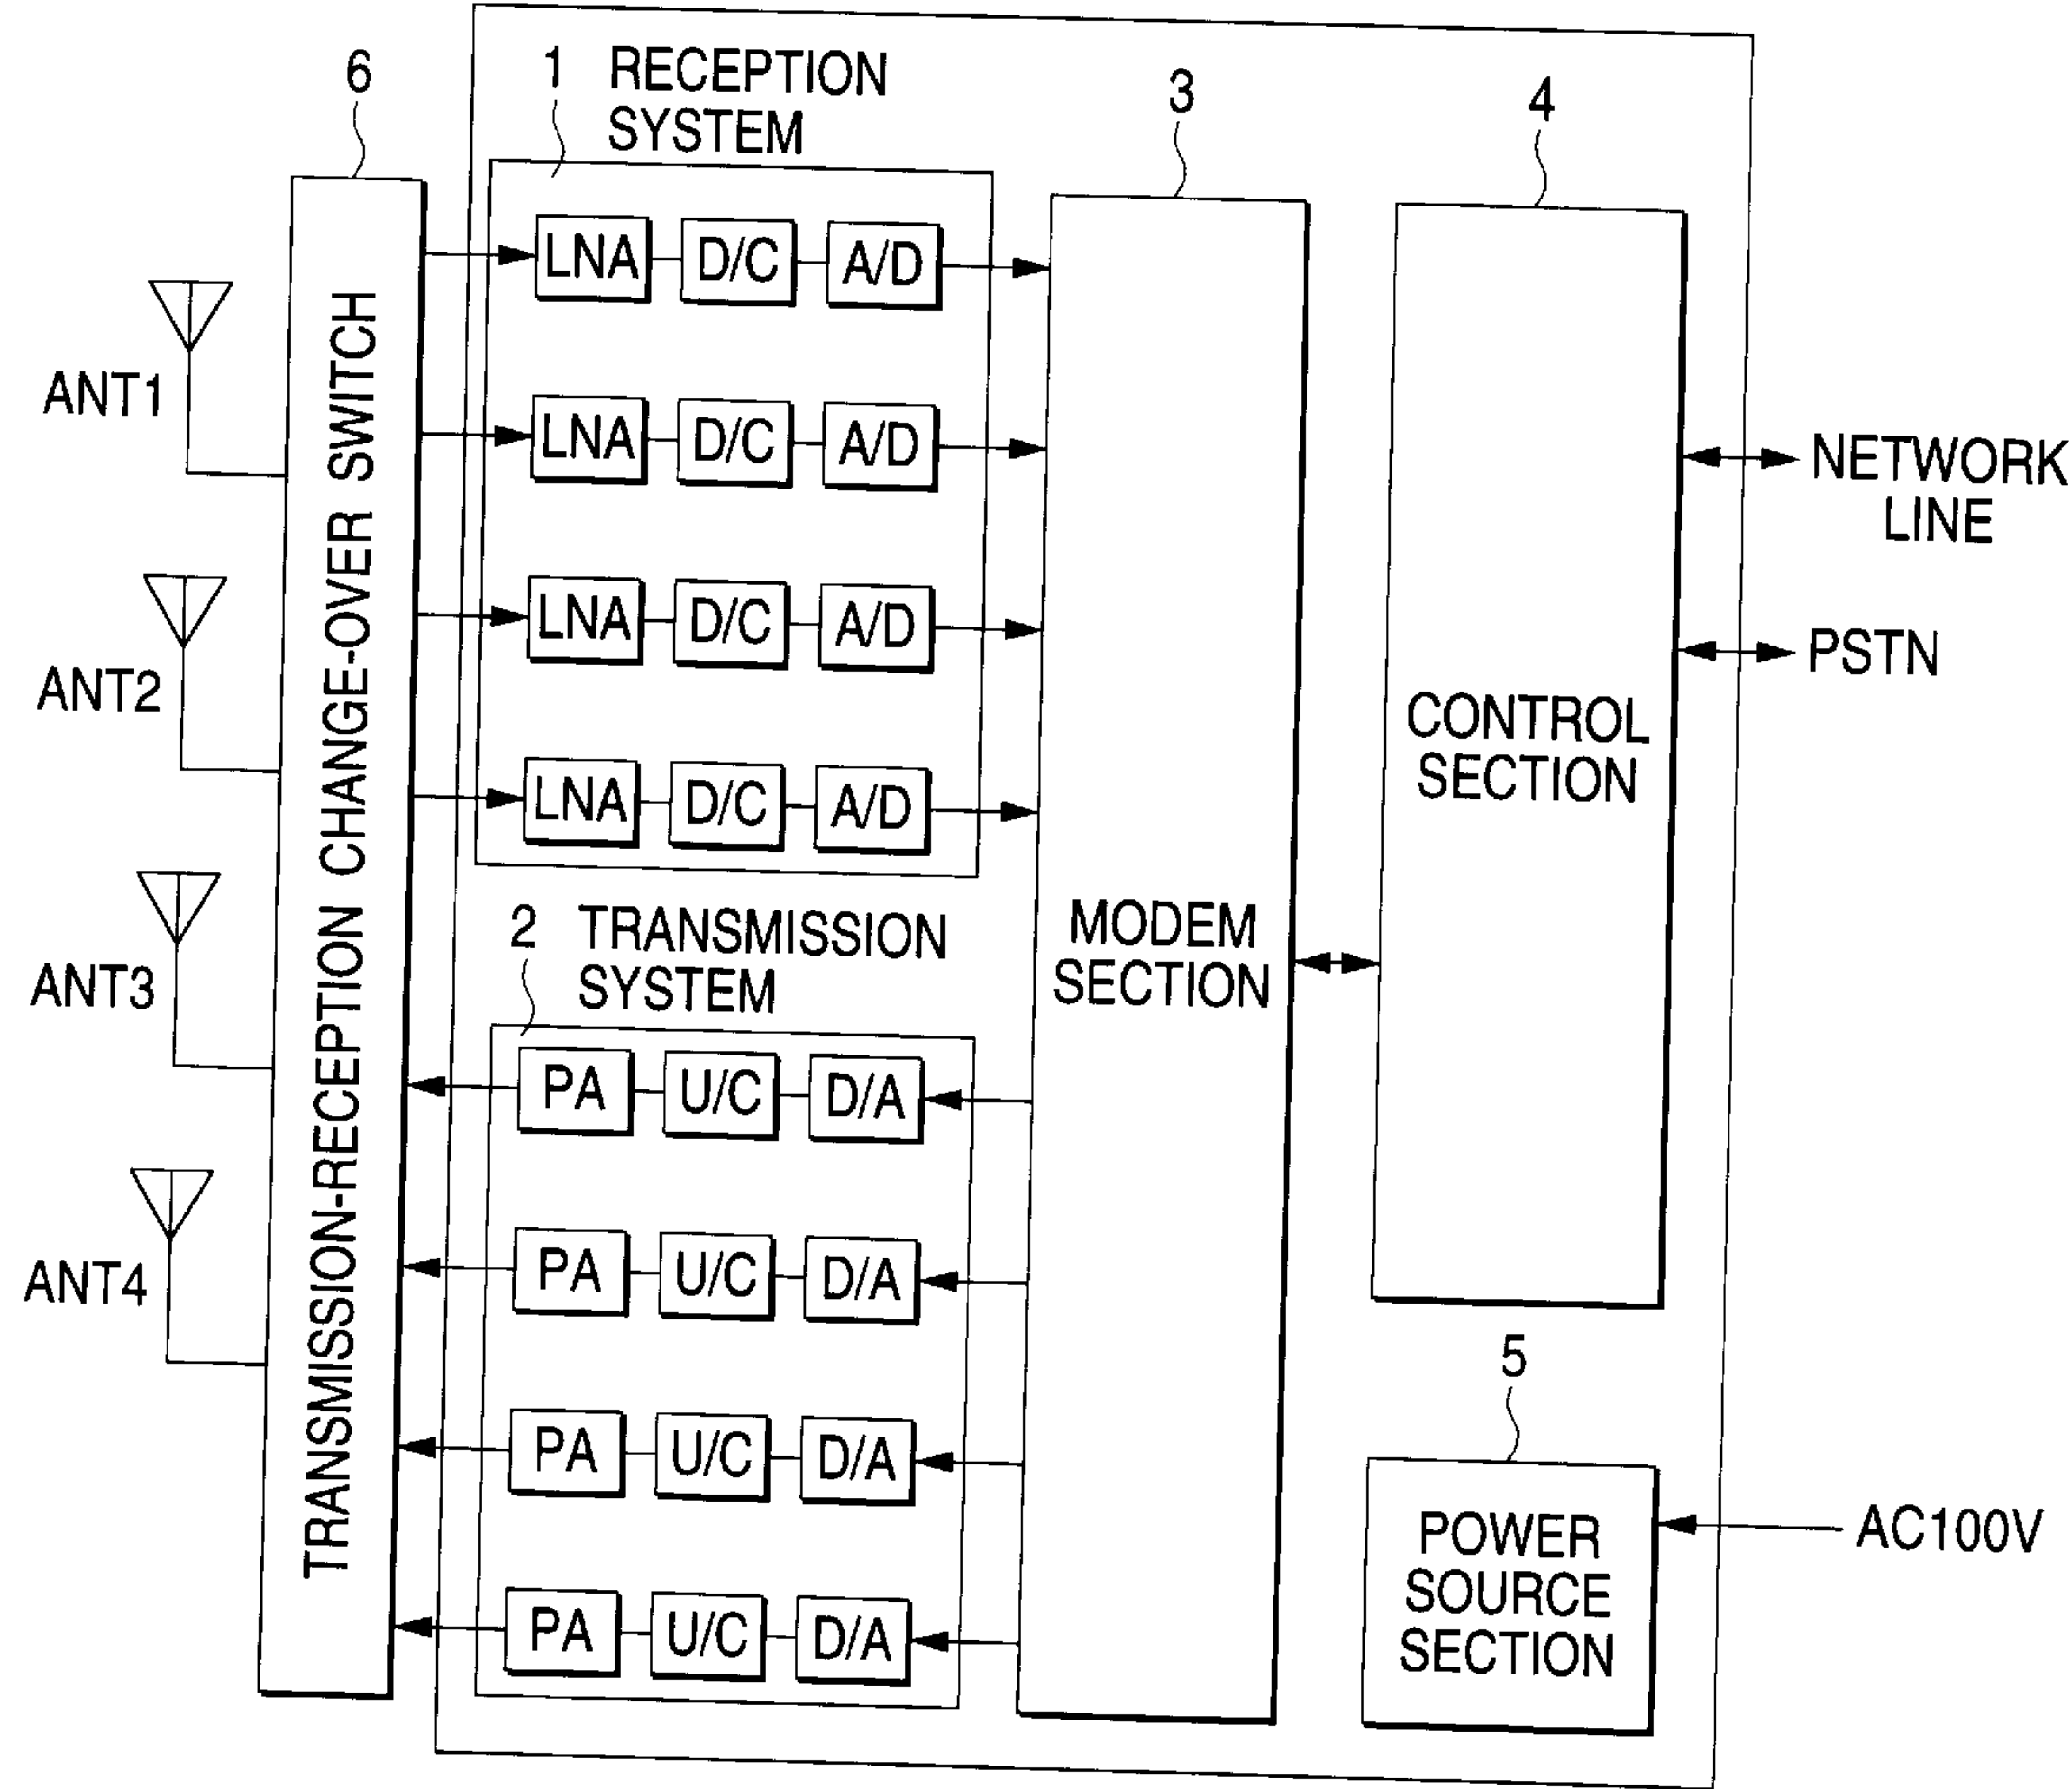 6
1
RECEPTION
SYSTEM
3
4
LNA D/C A/D
LNA D/C A/D
LNA D/C A/D
LNA D/C A/D
ANT1
ANT2
ANT3
ANT4
TRANSMISSION-RECEPTION CHANGE-OVER SWITCH
2
TRANSMISSION
SYSTEM
PA U/C D/A
PA U/C D/A
PA U/C D/A
PA U/C D/A
MODEM
SECTION
CONTROL
SECTION
NETWORK
LINE
PSTN
5
POWER
SOURCE
SECTION
AC100V